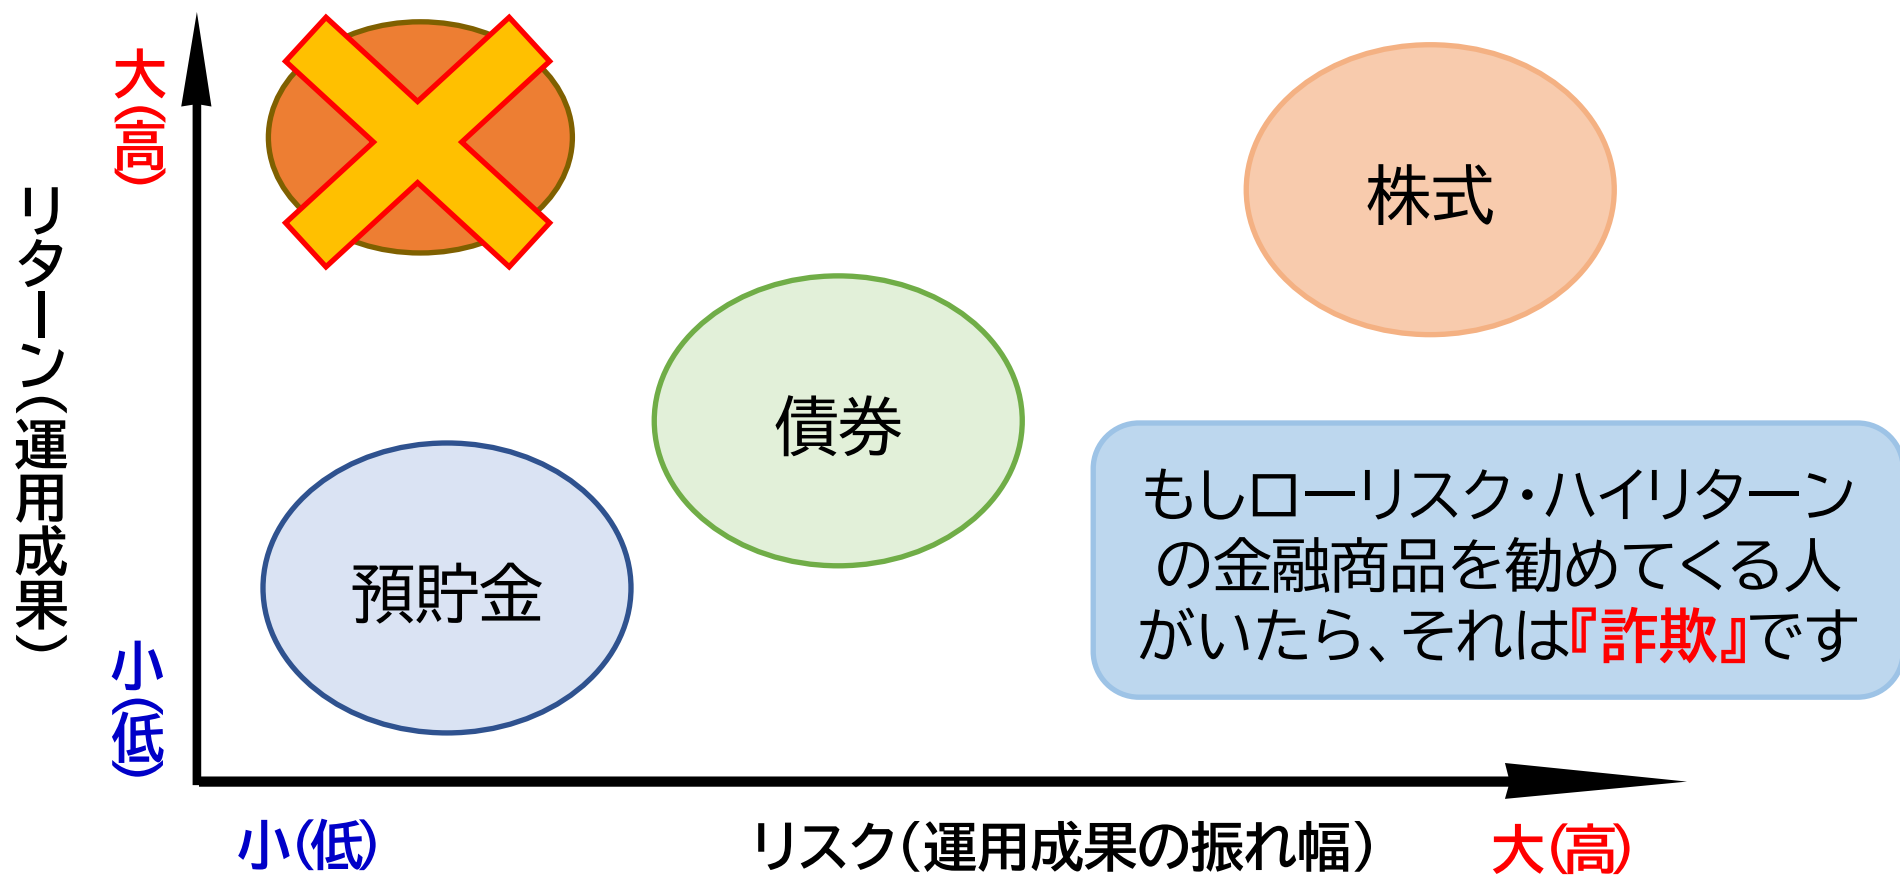 リターン（運用成果）
大（高）
小（低）
株式
債券
預貯金
もしローリスク・ハイリターン
の金融商品を勧めてくる人
がいたら、それは『詐欺』です
小（低）
リスク（運用成果の振れ幅）
大（高）